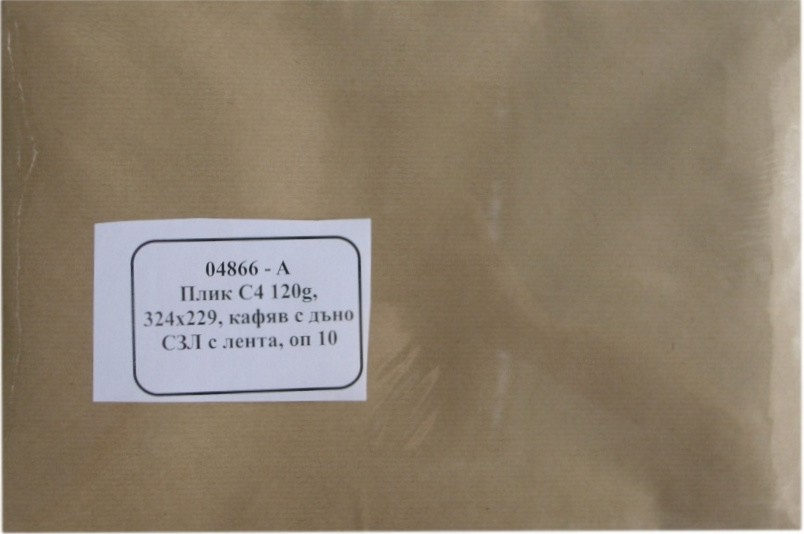 04866 - А
Плик С4 120g,
324x229, кафяв с дъно
СЗЛ с лента, оп 10